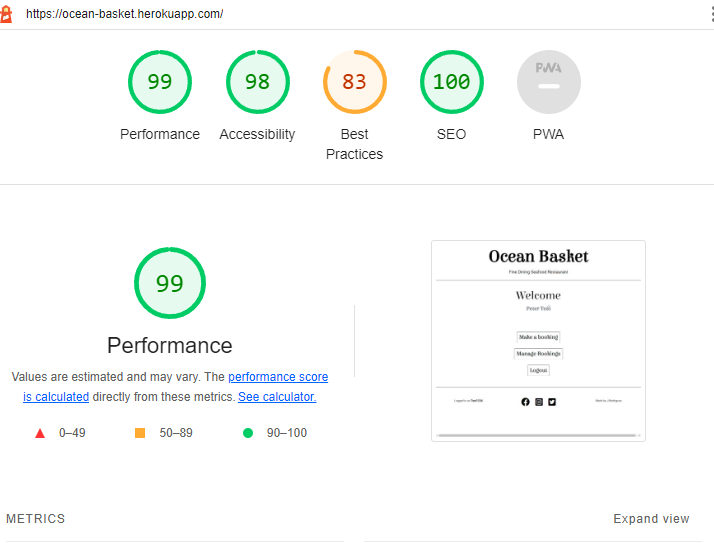 https://ocean-basket.herokuapp.com/
99
98
83
100
PWA
Performance
Accessibility
Best
Practices
SEO
PWA
99
Performance
Values are estimated and may vary. The performance score
is calculated directly from these metrics. See calculator.
0–49
50–89
90–100
Ocean Basket
Fine Dining Seafood Restaurant
Welcome
Peter
Make a booking
Manage Bookings
Logout
METRICS
Expand view